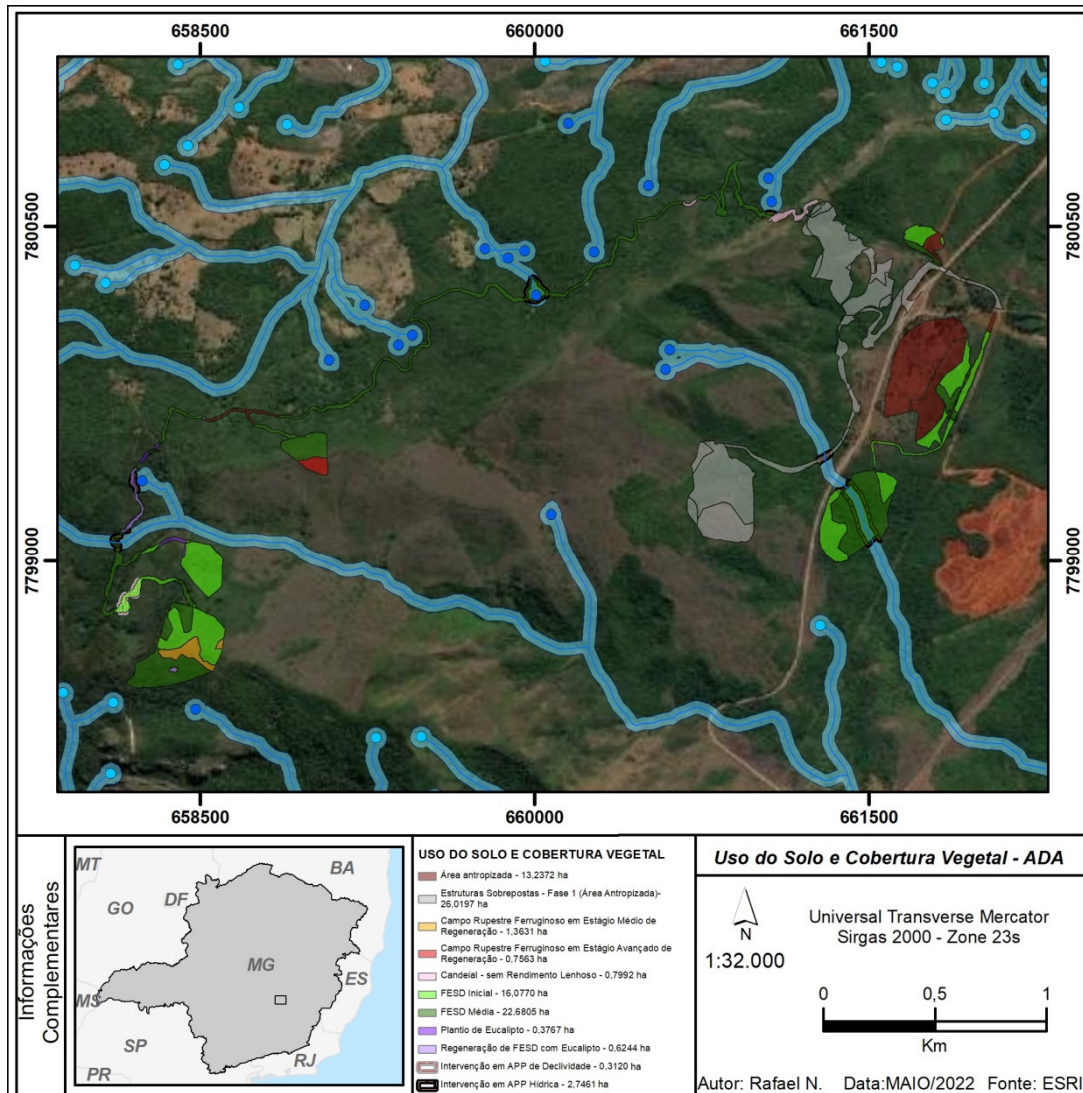 658500
660000
661500
7800500
7800500
7799000
7799000
658500
660000
661500
Informações
Complementares
MT
BA
GO
DF
MG
ES
MS
SP
RJ
PR
USO DO SOLO E COBERTURA VEGETAL
Área antropizada - 13,2372 ha
Estruturas Sobrepostas - Fase 1 (Área Antropizada)-
26,0197 ha
Campo Rupestre Ferruginoso em Estágio Médio de
Regeneração - 1,3631 ha
Campo Rupestre Ferruginoso em Estágio Avançado de
Regeneração - 0,7563 ha
Candeial - sem Rendimento Lenhoso - 0,7992 ha
FESD Inicial - 16,0770 ha
FESD Média - 22,6805 ha
Plantio de Eucalipto - 0,3767 ha
Regeneração de FESD com Eucalipto - 0,6244 ha
Intervenção em APP de Declividade - 0,3120 ha
Intervenção em APP Hídrica - 2,7461 ha
Uso do Solo e Cobertura Vegetal - ADA
N
1:32.000
Universal Transverse Mercator
Sirgas 2000 - Zone 23s
0 0,5 1
Km
Autor: Rafael N. Data:MAIO/2022 Fonte: ESRI